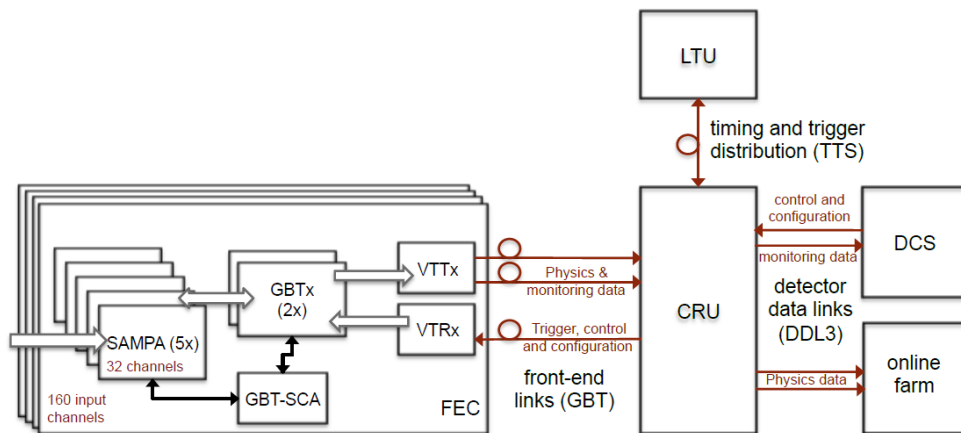 LTU
timing and trigger
distribution (TTS)
control and
configuration
DCS
monitoring data
detector
data links
(DDL3)
CRU
VTTx
Physics &
monitoring data
GBTx
(2x)
VTRx
Trigger, control
and configuration
SAMPA (5x)
32 channels
GBT-SCA
160 input
channels
FEC
front-end
links (GBT)
Physics data
online
farm